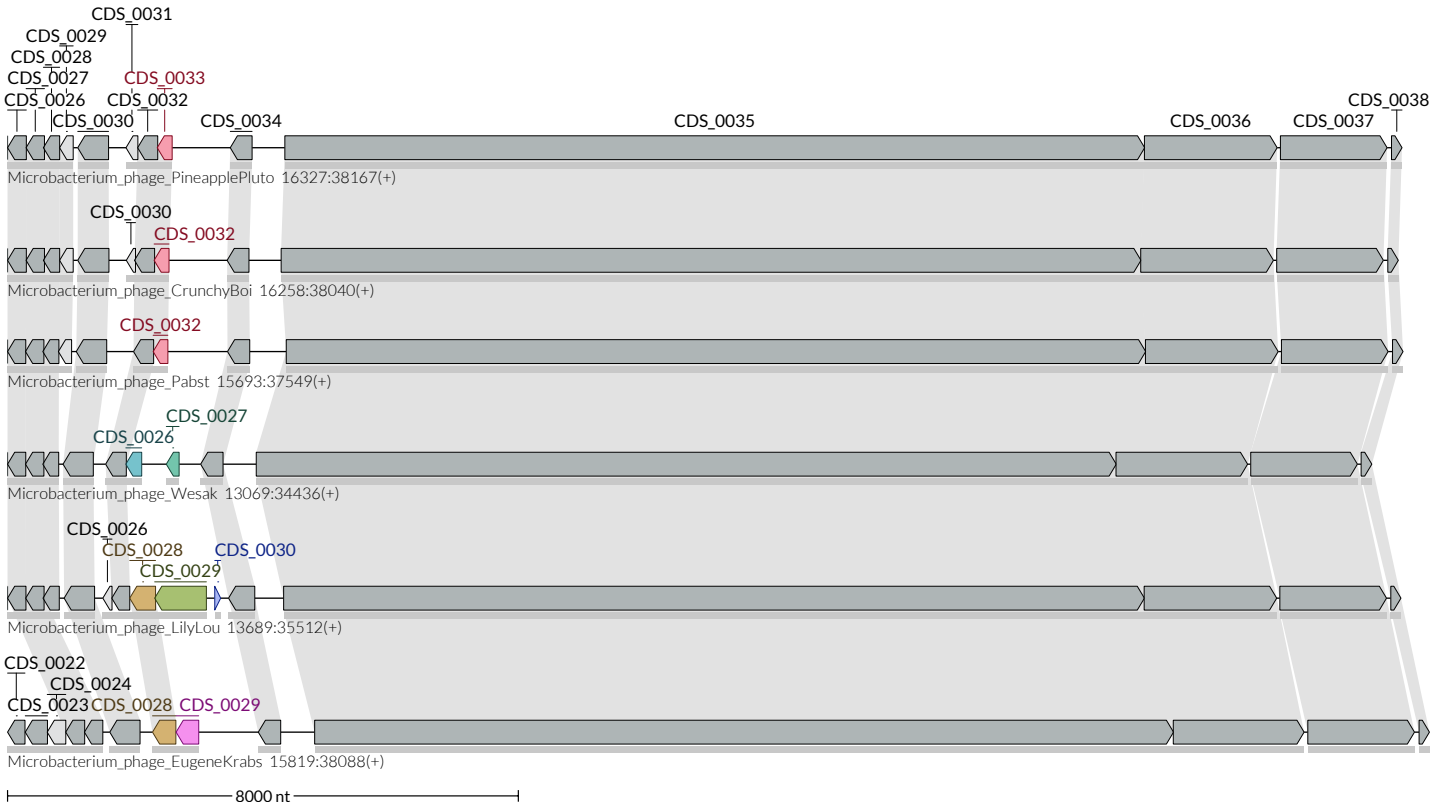 CDS_0031
CDS_0029
CDS_0028
CDS_0027 CDS_0033
CDS_0026 CDS_0032 CDS_0038
CDS_0030 CDS_0034 CDS_0035 CDS_0036 CDS_0037
Microbacterium_phage_PineapplePluto 16327:38167(+)
CDS_0030
CDS_0032
Microbacterium_phage_CrunchyBoi 16258:38040(+)
CDS_0032
Microbacterium_phage_Pabst 15693:37549(+)
CDS_0027
CDS_0026
Microbacterium_phage_Wesak 13069:34436(+)
CDS_0026
CDS_0028 CDS_0030
CDS_0029
Microbacterium_phage_LilyLou 13689:35512(+)
CDS_0022
CDS_0024
CDS_0023 CDS_0028 CDS_0029
Microbacterium_phage_EugeneKrabs 15819:38088(+)
8000 nt